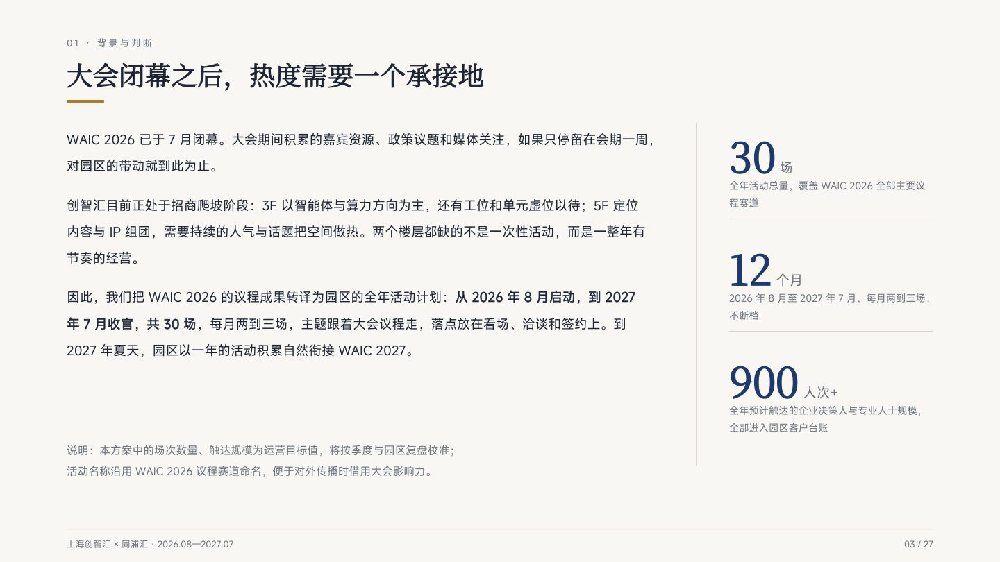 01 · 背景与判断
大会闭幕之后，热度需要一个承接地
WAIC 2026 已于 7 月闭幕。大会期间积累的嘉宾资源、政策议题和媒体关注，如果只停留在会期一周，
对园区的带动就到此为止。
创智汇目前正处于招商爬坡阶段：3F 以智能体与算力方向为主，还有工位和单元虚位以待；5F 定位
内容与 IP 组团，需要持续的人气与话题把空间做热。两个楼层都缺的不是一次性活动，而是一整年有
节奏的经营。
因此，我们把 WAIC 2026 的议程成果转译为园区的全年活动计划：从 2026 年 8 月启动，到 2027
年 7 月收官，共 30 场，每月两到三场，主题跟着大会议程走，落点放在看场、洽谈和签约上。到
2027 年夏天，园区以一年的活动积累自然衔接 WAIC 2027。
说明：本方案中的场次数量、触达规模为运营目标值，将按季度与园区复盘校准；
活动名称沿用 WAIC 2026 议程赛道命名，便于对外传播时借用大会影响力。
30 场
全年活动总量，覆盖 WAIC 2026 全部主要议
程赛道
12 个月
2026 年 8 月至 2027 年 7 月，每月两到三场，
不断档
900 人次+
全年预计触达的企业决策人与专业人士规模，
全部进入园区客户台账
上海创智汇 × 同浦汇 · 2026.08—2027.07
03 / 27